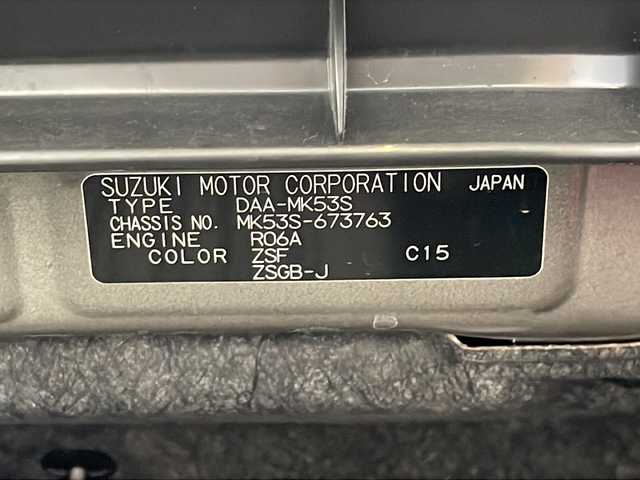 SUZUKI MOTOR CORPORATION JAPAN
TYPE DAA-MK53S
CHASSIS NO. MK53S-673763
ENGINE R06A
COLOR ZSF C15
ZSGB-J